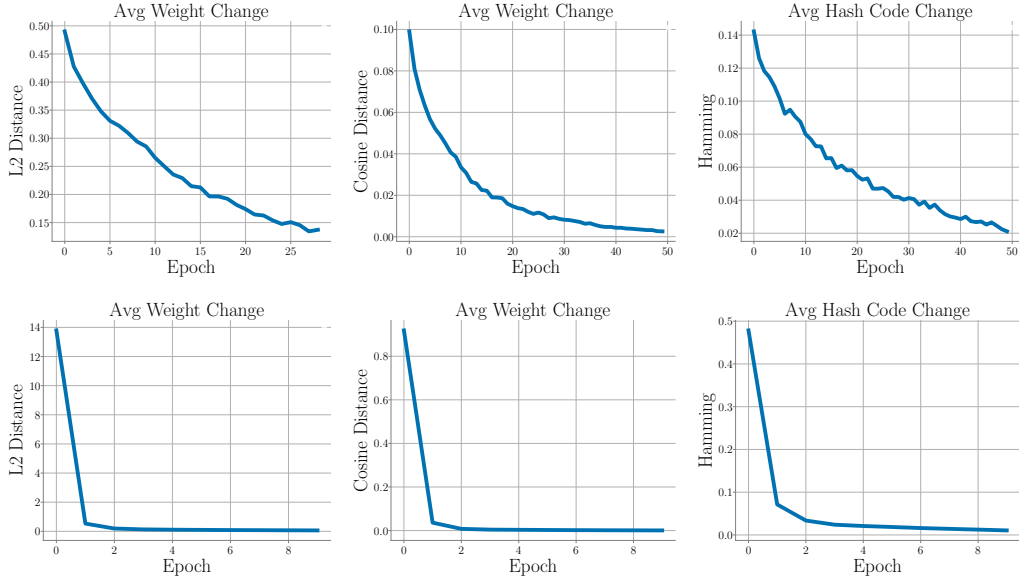 Avg Weight Change
L2 Distance
0.50
0.45
0.40
0.35
0.30
0.25
0.20
0.15
0 5 10 15 20 25
Epoch
Avg Weight Change
Cosine Distance
0.10
0.08
0.06
0.04
0.02
0.00
0 10 20 30 40 50
Epoch
Avg Hash Code Change
Hamming
0.14
0.12
0.10
0.08
0.06
0.04
0.02
0 10 20 30 40 50
Epoch
Avg Weight Change
L2 Distance
14
12
10
8
6
4
2
0
0 2 4 6 8
Epoch
Avg Weight Change
Cosine Distance
0.8
0.6
0.4
0.2
0.0
0 2 4 6 8
Epoch
Avg Hash Code Change
Hamming
0.5
0.4
0.3
0.2
0.1
0.0
0 2 4 6 8
Epoch